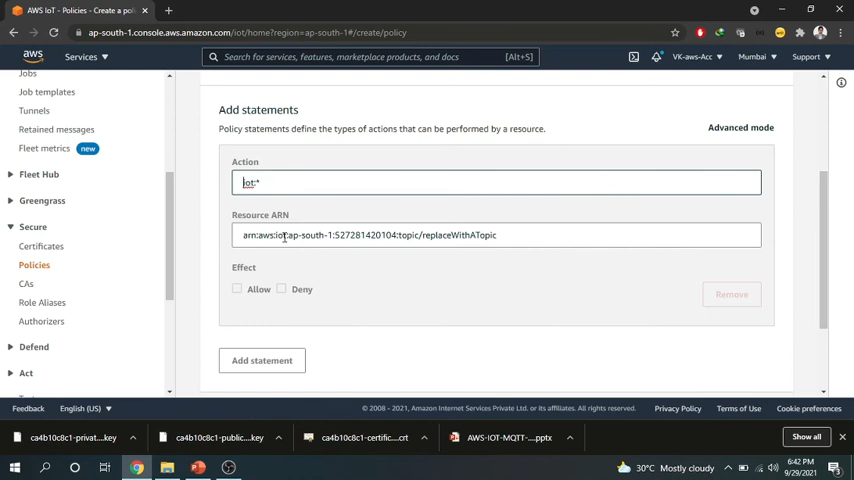 AWS IoT - Policies - Create a poli
ap-south-1.console.aws.amazon.com/iot/home?region=ap-south-1#/create/policy
aws
Services
Search for services, features, marketplace products, and docs
[Alt+S]
VK-aws-Acc
Mumbai
Support
Jobs
Job templates
Tunnels
Retained messages
Fleet metrics
new
Fleet Hub
Greengrass
Secure
Certificates
Policies
CAs
Role Aliases
Authorizers
Defend
Act
Add statements
Policy statements define the types of actions that can be performed by a resource.
Advanced mode
Action
iot:*
Resource ARN
arn:aws:iot:ap-south-1:527281420104:topic/replaceWithATopic
Effect
Allow
Deny
Remove
Add statement
Feedback
English (US)
© 2008 - 2021, Amazon Internet Services Private Ltd. or its affiliates. All rights reserved.
Privacy Policy
Terms of Use
Cookie preferences
ca4b10c8c1-privat....key
ca4b10c8c1-public....key
ca4b10c8c1-certific....crt
AWS-IOT-MQTT-....pptx
Show all
30°C Mostly cloudy
6:42 PM
9/29/2021
3